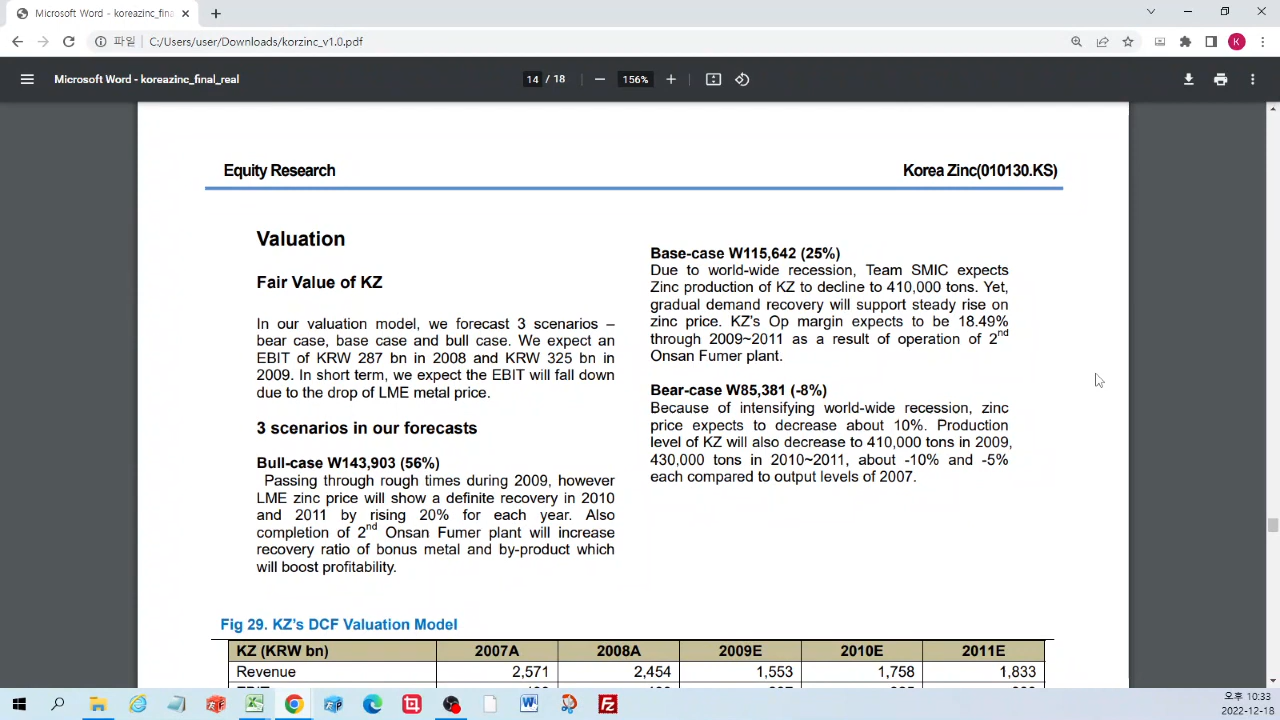 Microsoft Word - koreazinc_fina
파일 C:/Users/user/Downloads/korzinc_v1.0.pdf
K
Microsoft Word - koreazinc_final_real
14 / 18
156%
Equity Research
Korea Zinc(010130.KS)
Valuation
Fair Value of KZ
In our valuation model, we forecast 3 scenarios –
bear case, base case and bull case. We expect an
EBIT of KRW 287 bn in 2008 and KRW 325 bn in
2009. In short term, we expect the EBIT will fall down
due to the drop of LME metal price.
3 scenarios in our forecasts
Bull-case W143,903 (56%)
Passing through rough times during 2009, however
LME zinc price will show a definite recovery in 2010
and 2011 by rising 20% for each year. Also
completion of 2nd Onsan Fumer plant will increase
recovery ratio of bonus metal and by-product which
will boost profitability.
Base-case W115,642 (25%)
Due to world-wide recession, Team SMIC expects
Zinc production of KZ to decline to 410,000 tons. Yet,
gradual demand recovery will support steady rise on
zinc price. KZ's Op margin expects to be 18.49%
through 2009~2011 as a result of operation of 2nd
Onsan Fumer plant.
Bear-case W85,381 (-8%)
Because of intensifying world-wide recession, zinc
price expects to decrease about 10%. Production
level of KZ will also decrease to 410,000 tons in 2009,
430,000 tons in 2010~2011, about -10% and -5%
each compared to output levels of 2007.
Fig 29. KZ's DCF Valuation Model
KZ (KRW bn) 2007A 2008A 2009E 2010E 2011E
Revenue 2,571 2,454 1,553 1,758 1,833
오후 10:33
2022-12-18